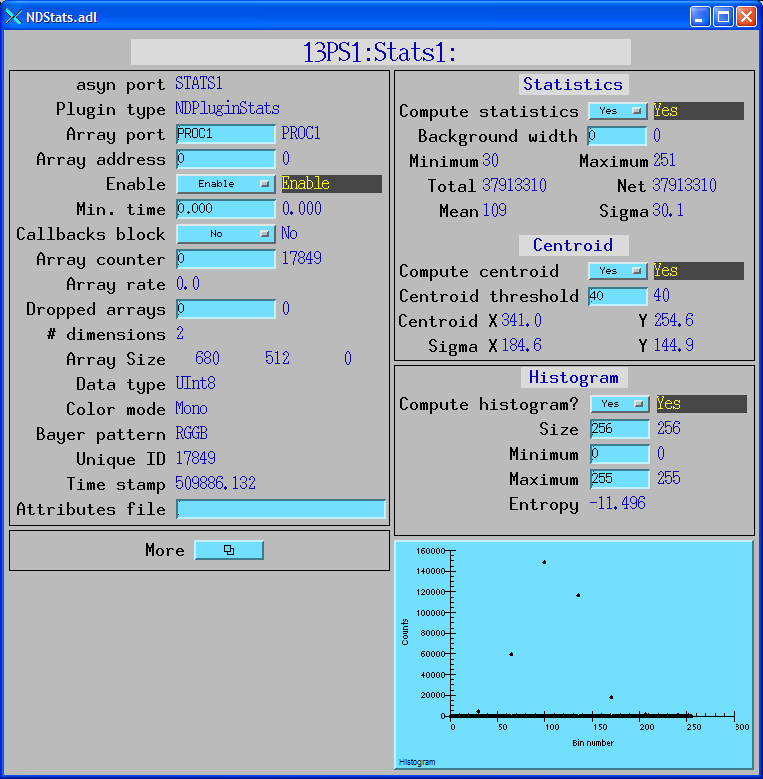 NDStats.adl
13PS1:Stats1:
asyn port STATS1
Plugin type NDPluginStats
Array port PROC1 PROC1
Array address 0 0
Enable Enable Enable
Min. time 0.000 0.000
Callbacks block No No
Array counter 0 17849
Array rate 0.0
Dropped arrays 0 0
# dimensions 2
Array Size 680 512 0
Data type UInt8
Color mode Mono
Bayer pattern RGGB
Unique ID 17849
Time stamp 509886.132
Attributes file
More
Statistics
Compute statistics Yes Yes
Background width 0 0
Minimum 30 Maximum 251
Total 37913310 Net 37913310
Mean 109 Sigma 30.1
Centroid
Compute centroid Yes Yes
Centroid threshold 40 40
Centroid X 341.0 Y 254.6
Sigma X 184.6 Y 144.9
Histogram
Compute histogram? Yes Yes
Size 256 256
Minimum 0 0
Maximum 255 255
Entropy -11.496
160000
140000
120000
100000
80000
60000
40000
20000
0
Counts
0 50 100 150 200 250 300
Bin number
Histogram